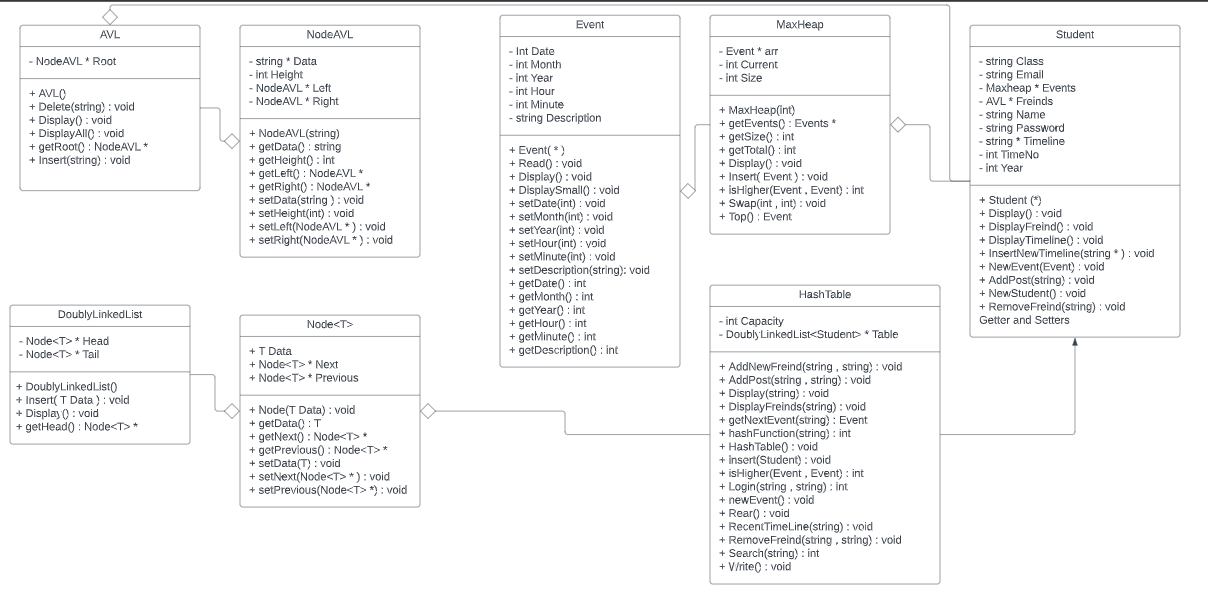 AVL
- NodeAVL * Root
+ AVL()
+ Delete(string) : void
+ Display() : void
+ DisplayAll() : void
+ getRoot() : NodeAVL *
+ Insert(string) : void
NodeAVL
- string * Data
- int Height
- NodeAVL * Left
- NodeAVL * Right
+ NodeAVL(string)
+ getData() : string
+ getHeight() : int
+ getLeft() : NodeAVL *
+ getRight() : NodeAVL *
+ setData(string ) : void
+ setHeight(int) : void
+ setLeft(NodeAVL * ) : void
+ setRight(NodeAVL * ) : void
Event
- Int Date
- int Month
- int Year
- int Hour
- int Minute
- string Description
+ Event( * )
+ Read() : void
+ Display() : void
+ DisplaySmall() : void
+ setDate(int) : void
+ setMonth(int) : void
+ setYear(int) : void
+ setHour(int) : void
+ setMinute(int) : void
+ setDescription(string): void
+ getDate() : int
+ getMonth() : int
+ getYear() : int
+ getHour() : int
+ getMinute() : int
+ getDescription() : int
MaxHeap
- Event * arr
- int Current
- int Size
+ MaxHeap(int)
+ getEvents() : Events *
+ getSize() : int
+ getTotal() : int
+ Display() : void
+ Insert( Event ) : void
+ isHigher(Event , Event) : int
+ Swap(int , int) : void
+ Top() : Event
Student
- string Class
- string Email
- Maxheap * Events
- AVL * Freinds
- string Name
- string Password
- string * Timeline
- int TimeNo
- int Year
+ Student (*)
+ Display() : void
+ DisplayFreind() : void
+ DisplayTimeline() : void
+ InsertNewTimeline(string * ) : void
+ NewEvent(Event) : void
+ AddPost(string) : void
+ NewStudent() : void
+ RemoveFreind(string) : void
Getter and Setters
DoublyLinkedList
- Node<T> * Head
- Node<T> * Tail
+ DoublyLinkedList()
+ Insert( T Data ) : void
+ Display() : void
+ getHead() : Node<T> *
Node<T>
+ T Data
+ Node<T> * Next
+ Node<T> * Previous
+ Node(T Data) : void
+ getData() : T
+ getNext() : Node<T> *
+ getPrevious() : Node<T> *
+ setData(T) : void
+ setNext(Node<T> * ) : void
+ setPrevious(Node<T> *) : void
HashTable
- int Capacity
- DoublyLinkedList<Student> * Table
+ AddNewFreind(string , string) : void
+ AddPost(string , string) : void
+ Display(string) : void
+ DisplayFreinds(string) : void
+ getNextEvent(string) : Event
+ hashFunction(string) : int
+ HashTable() : void
+ insert(Student) : void
+ isHigher(Event , Event) : int
+ Login(string , string) : int
+ newEvent() : void
+ Rear() : void
+ RecentTimeLine(string) : void
+ RemoveFreind(string , string) : void
+ Search(string) : int
+ Write() : void